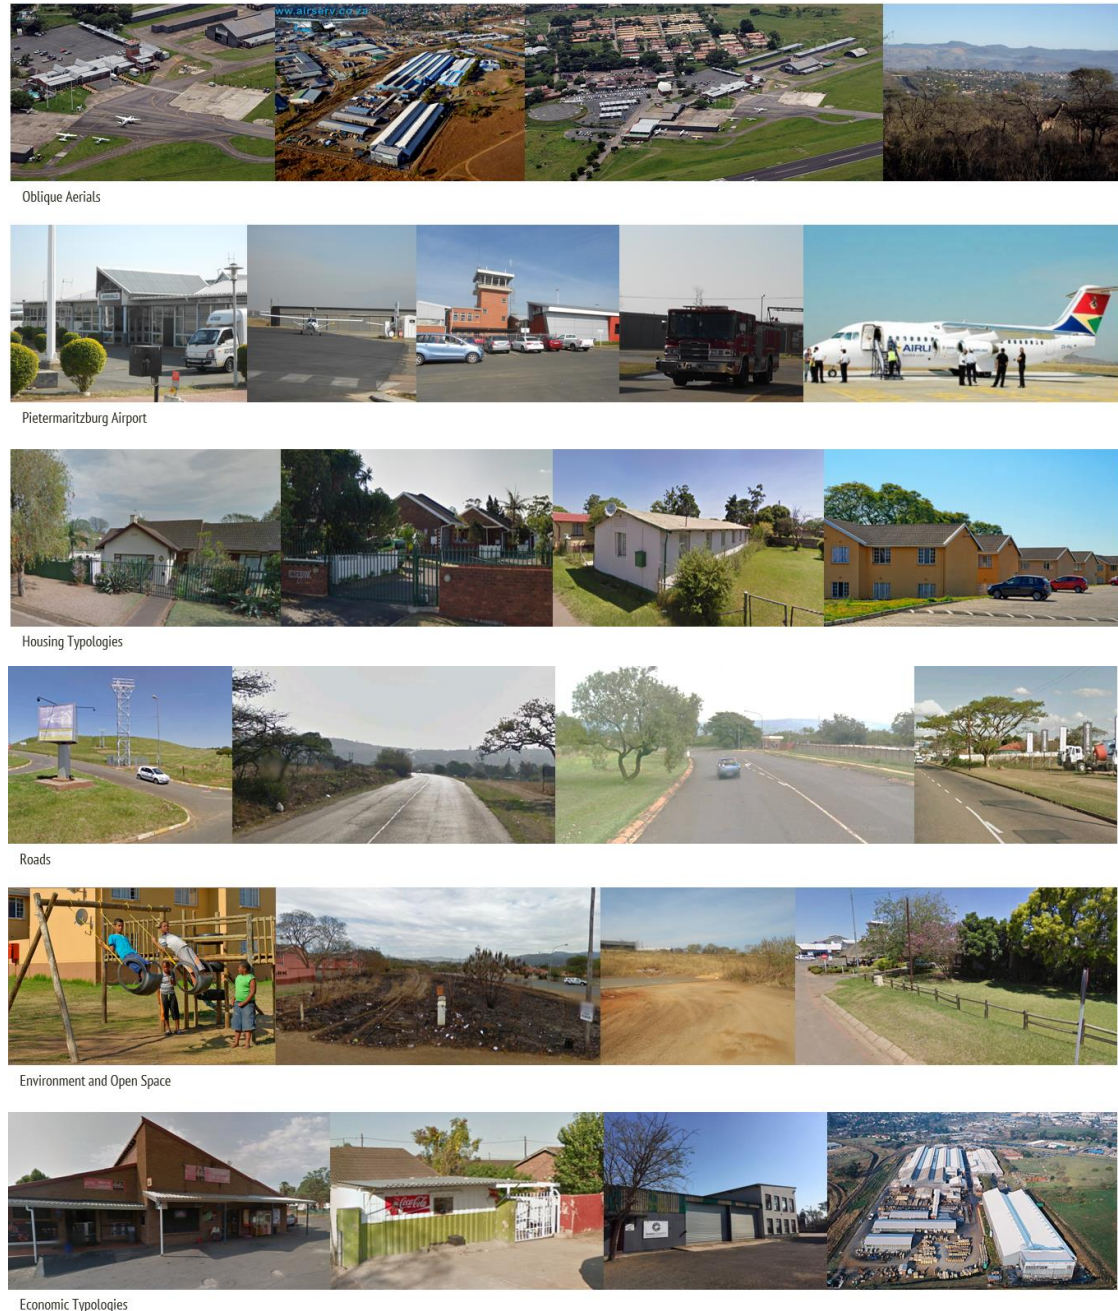 www.airserv.co.za
Oblique Aerials
AIRLI
Pietermaritzburg Airport
Housing Typologies
Roads
Environment and Open Space
Coca-Cola
Economic Typologies